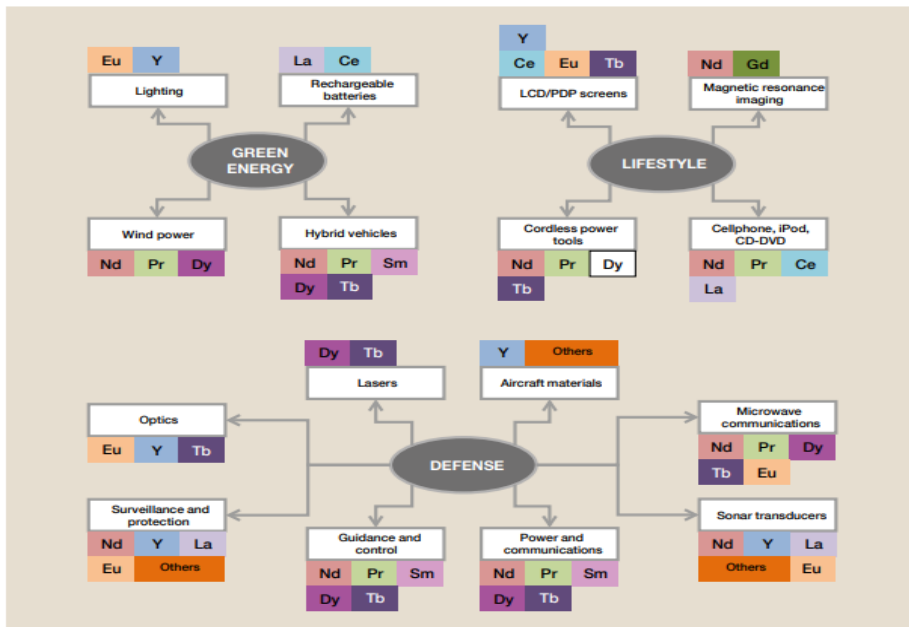 Eu Y
Lighting
La Ce
Rechargeable
batteries
GREEN
ENERGY
Wind power
Nd Pr Dy
Hybrid vehicles
Nd Pr Sm
Dy Tb
Y
Ce Eu Tb
LCD/PDP screens
Nd Gd
Magnetic resonance
imaging
LIFESTYLE
Cordless power
tools
Nd Pr Dy
Tb
Cellphone, iPod,
CD-DVD
Nd Pr Ce
La
Dy Tb
Lasers
Y Others
Aircraft materials
Optics
Eu Y Tb
Microwave
communications
Nd Pr Dy
Tb Eu
DEFENSE
Surveillance and
protection
Nd Y La
Eu Others
Guidance and
control
Nd Pr Sm
Dy Tb
Power and
communications
Nd Pr Sm
Dy Tb
Sonar transducers
Nd Y La
Others Eu